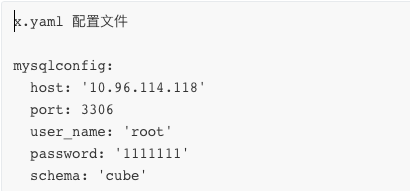 x.yaml 配置文件
mysqlconfig:
  host: '10.96.114.118'
  port: 3306
  user_name: 'root'
  password: '1111111'
  schema: 'cube'